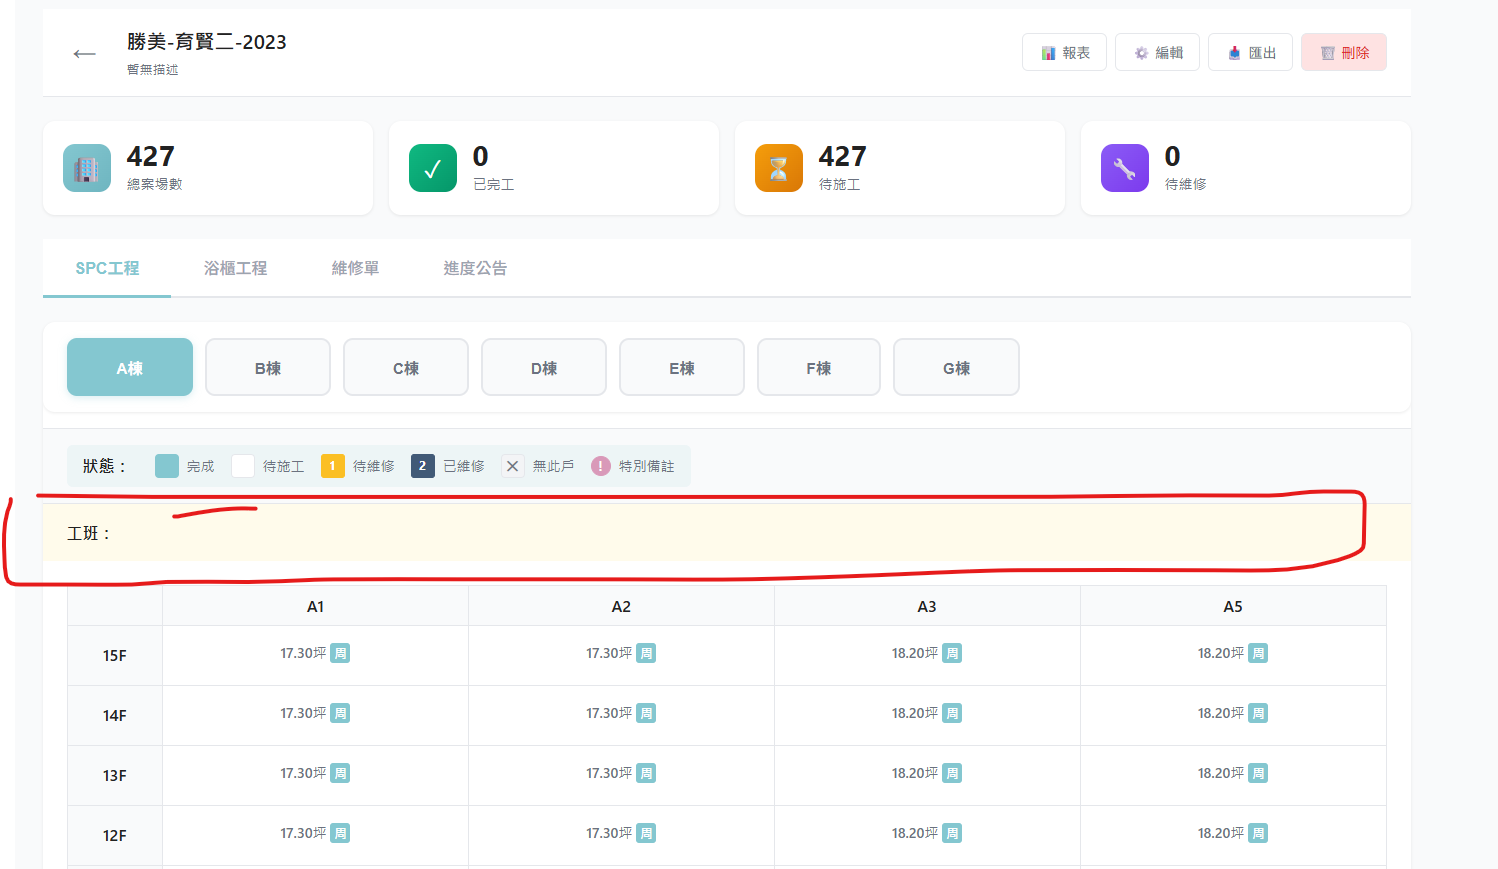 ←
勝美-育賢二-2023
暫無描述
報表
編輯
匯出
刪除
427
總案場數
0
已完工
427
待施工
0
待維修
SPC工程 浴櫃工程 維修單 進度公告
A棟 B棟 C棟 D棟 E棟 F棟 G棟
狀態： 完成 待施工 1 待維修 2 已維修 ✕ 無此戶 ! 特別備註
工班：
A1 A2 A3 A5
15F 17.30坪 周 17.30坪 周 18.20坪 周 18.20坪 周
14F 17.30坪 周 17.30坪 周 18.20坪 周 18.20坪 周
13F 17.30坪 周 17.30坪 周 18.20坪 周 18.20坪 周
12F 17.30坪 周 17.30坪 周 18.20坪 周 18.20坪 周